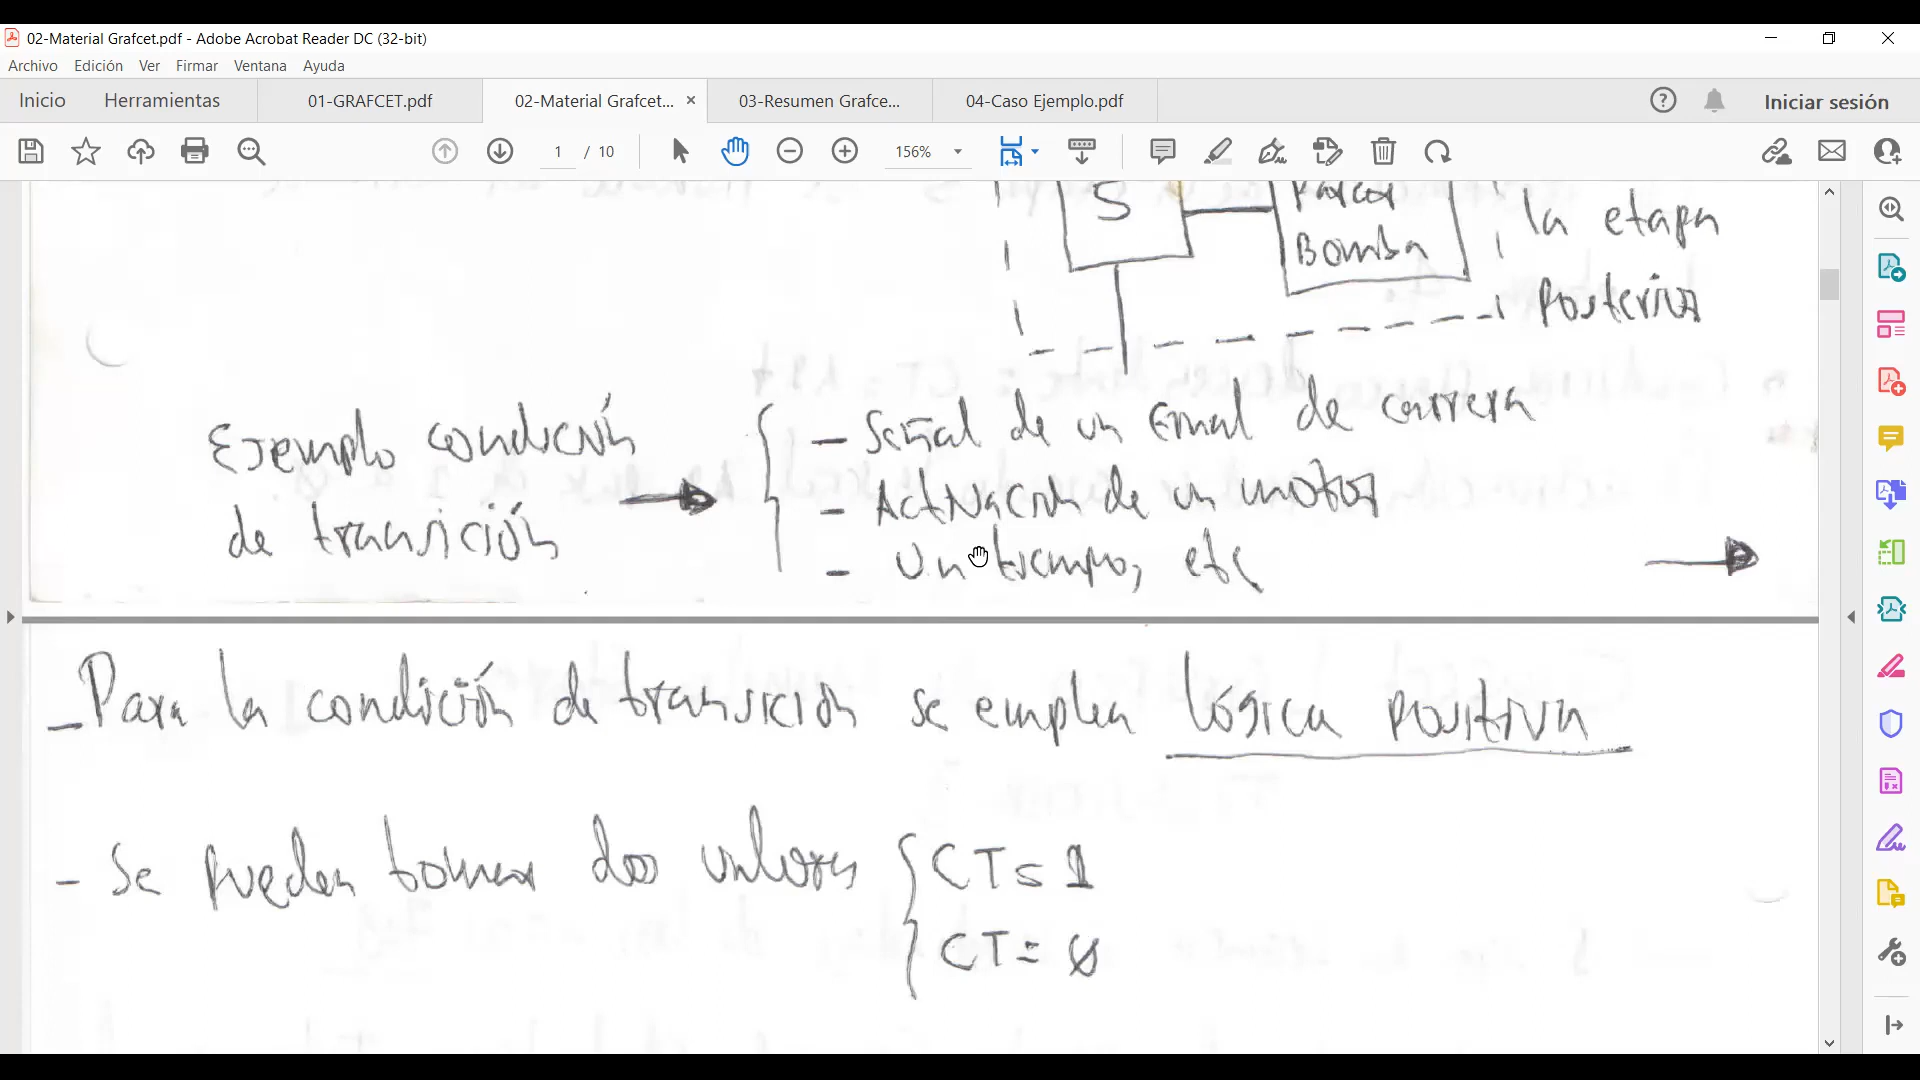 02-Material Grafcet.pdf - Adobe Acrobat Reader DC (32-bit)
Archivo Edición Ver Firmar Ventana Ayuda
Inicio Herramientas 01-GRAFCET.pdf 02-Material Grafcet... × 03-Resumen Grafce... 04-Caso Ejemplo.pdf Iniciar sesión
1 / 10 156%
S Parar la etapa
Bomba
Posterior
Ejemplo condición
de transición
- Señal de un final de carrera
- Activación de un motor
- Un tiempo, etc
- Para la condición de transición se emplea lógica positiva
- Se pueden tomar dos valores { CT = 1
CT = 0